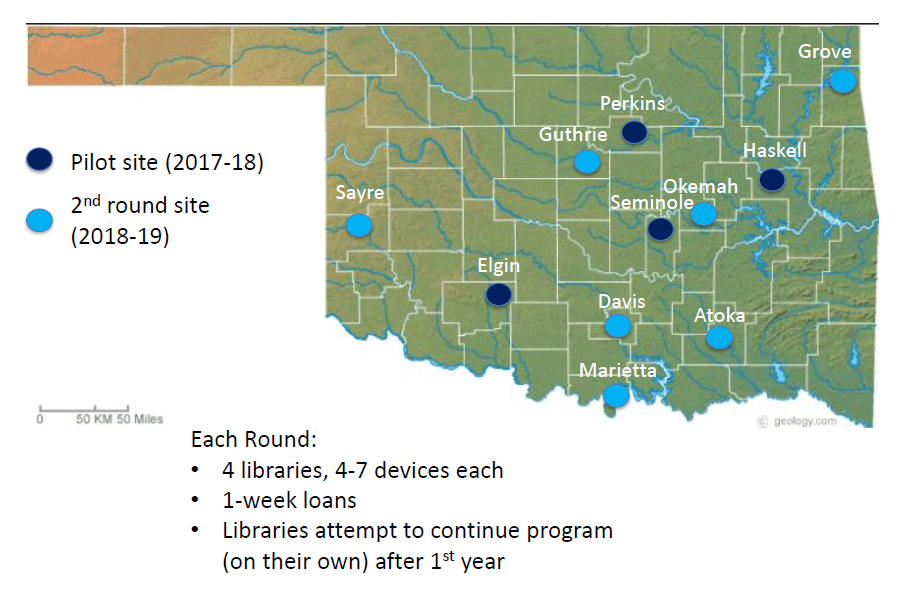 Grove
Perkins
Guthrie
Haskell
Pilot site (2017-18)
Okemah
Sayre
Seminole
2nd round site
(2018-19)
Elgin
Davis
Atoka
Marietta
0 50 KM 50 Miles
© geology.com
Each Round:
• 4 libraries, 4-7 devices each
• 1-week loans
• Libraries attempt to continue program
(on their own) after 1st year